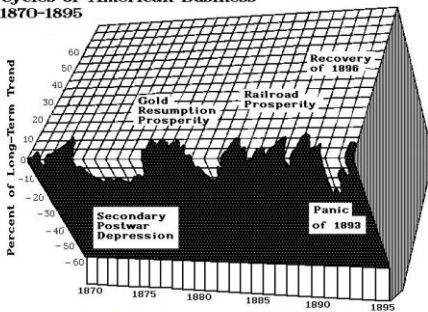 Cycles of American Business
1870-1895
Percent of Long-Term Trend
60
50
40
30
20
10
0
-10
-20
-30
-40
-50
-60
Recovery
of 1896
Railroad
Prosperity
Gold
Resumption
Prosperity
Secondary
Postwar
Depression
Panic
of 1893
1870
1875
1880
1885
1890
1895